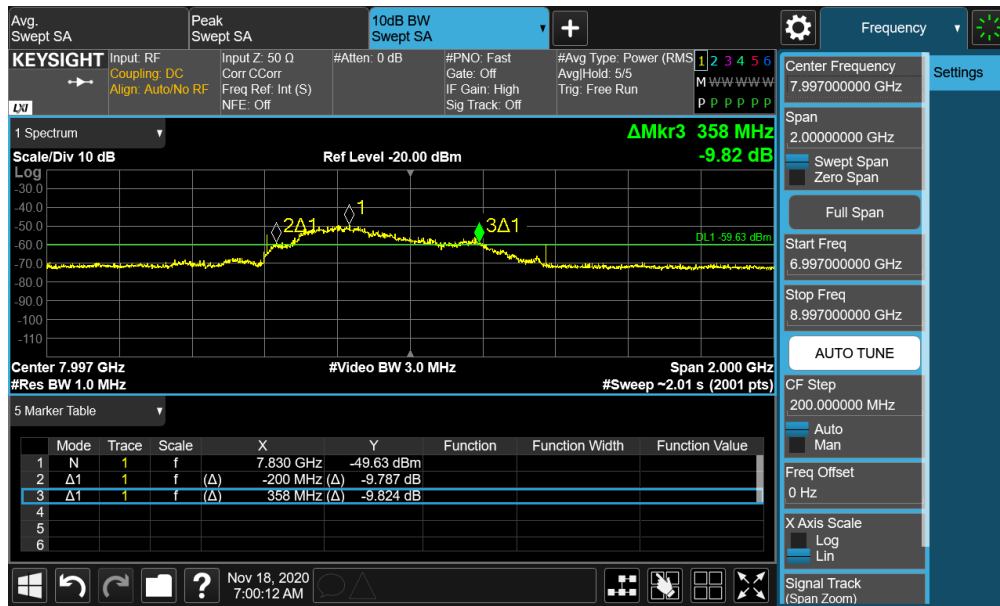 Avg.
Swept SA
Peak
Swept SA
10dB BW
Swept SA
▼
+
Frequency
▼
KEYSIGHT
LXI
Input: RF
Coupling: DC
Align: Auto/No RF
Input Z: 50 Ω
Corr CCorr
Freq Ref: Int (S)
NFE: Off
#Atten: 0 dB
#PNO: Fast
Gate: Off
IF Gain: High
Sig Track: Off
#Avg Type: Power (RMS
Avg|Hold: 5/5
Trig: Free Run
1 2 3 4 5 6
M W W W W W
P P P P P P
1 Spectrum ▼
ΔMkr3 358 MHz
-9.82 dB
Scale/Div 10 dB
Ref Level -20.00 dBm
Log
-30.0
-40.0
-50.0
-60.0
-70.0
-80.0
-90.0
-100
-110
2Δ1
1
3Δ1
DL1 -59.63 dBm
Center 7.997 GHz
#Video BW 3.0 MHz
Span 2.000 GHz
#Res BW 1.0 MHz
#Sweep ~2.01 s (2001 pts)
5 Marker Table ▼
Mode Trace Scale X Y Function Function Width Function Value
1 N 1 f 7.830 GHz -49.63 dBm
2 Δ1 1 f (Δ) -200 MHz (Δ) -9.787 dB
3 Δ1 1 f (Δ) 358 MHz (Δ) -9.824 dB
4
5
6
?
Nov 18, 2020
7:00:12 AM
Center Frequency
7.997000000 GHz
Span
2.00000000 GHz
Swept Span
Zero Span
Full Span
Start Freq
6.997000000 GHz
Stop Freq
8.997000000 GHz
AUTO TUNE
CF Step
200.000000 MHz
Auto
Man
Freq Offset
0 Hz
X Axis Scale
Log
Lin
Signal Track
(Span Zoom)
Settings